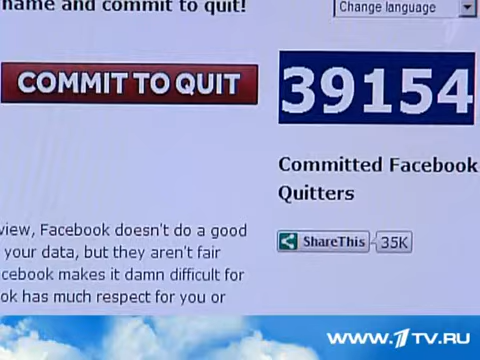 name and commit to quit!
Change language
COMMIT TO QUIT
39154
Committed Facebook
Quitters
ShareThis
35K
view, Facebook doesn't do a good
your data, but they aren't fair
acebook makes it damn difficult for
ok has much respect for you or
WWW.1TV.RU